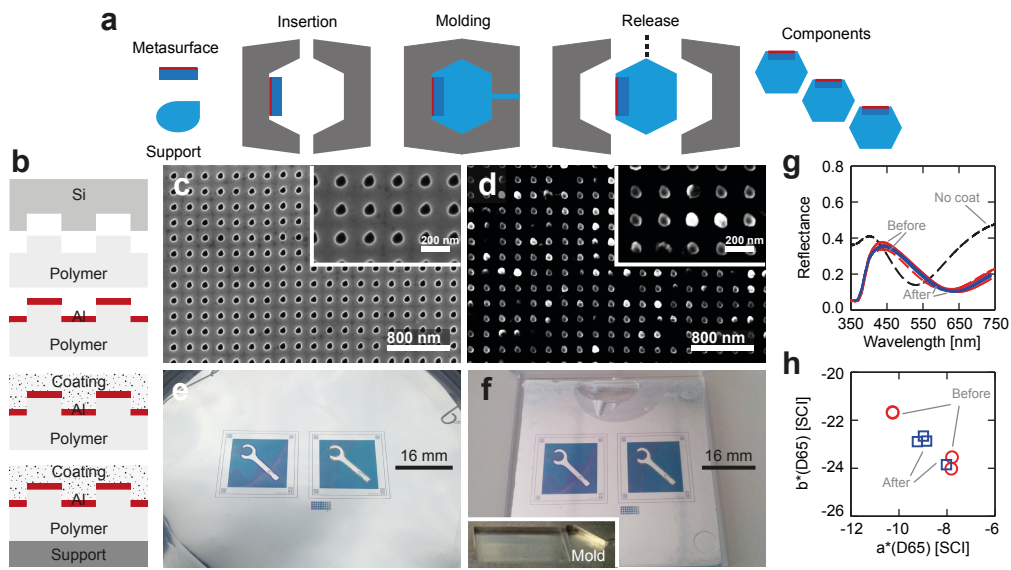 a
Insertion
Molding
Release
Components
Metasurface
Support
b
Si
Polymer
Al
Polymer
Coating
Al
Polymer
Coating
Al
Polymer
Support
c
200 nm
800 nm
d
200 nm
800 nm
e
16 mm
f
16 mm
Mold
g
Reflectance
0.8
0.6
0.4
0.2
0.0
No coat
Before
After
350 450 550 650 750
Wavelength [nm]
h
b*(D65) [SCI]
-20
-22
-24
-26
Before
After
-12 -10 -8 -6
a*(D65) [SCI]